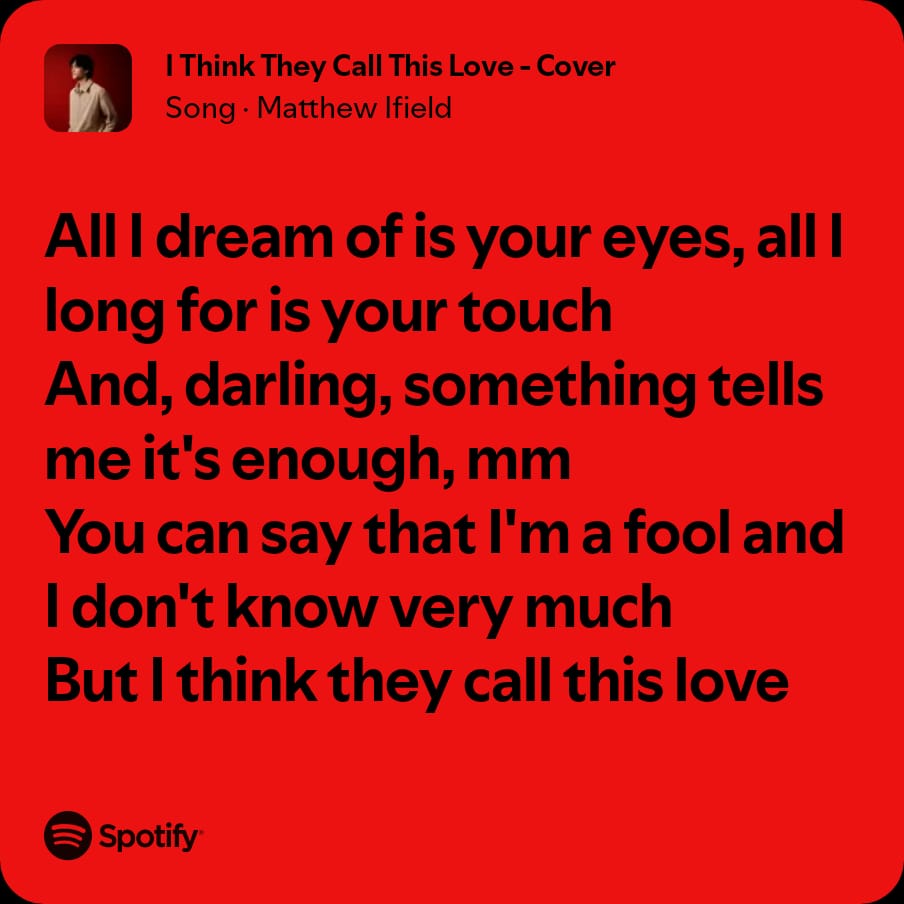 I Think They Call This Love - Cover
Song · Matthew Ifield
All I dream of is your eyes, all I
long for is your touch
And, darling, something tells
me it's enough, mm
You can say that I'm a fool and
I don't know very much
But I think they call this love
Spotify®